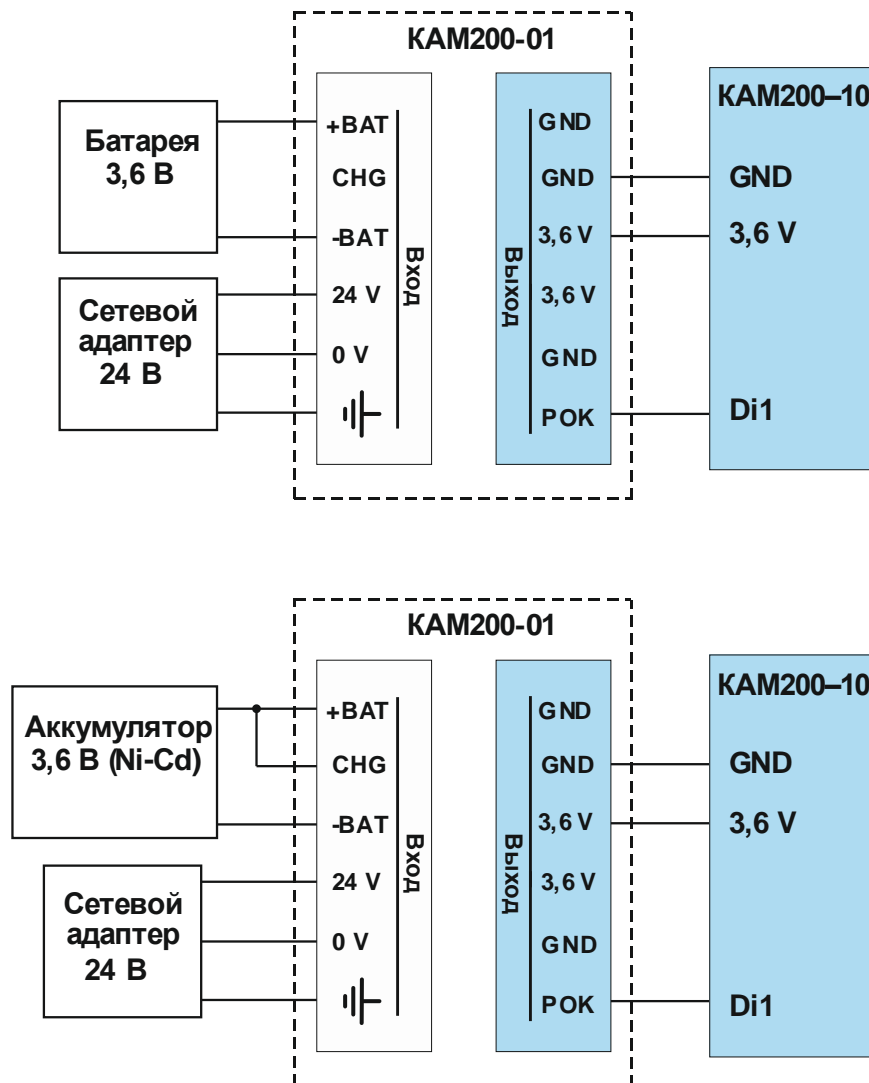 КАМ200-01
КАМ200–10
Батарея
3,6 В
+BAT
CHG
-BAT
24 V
0 V
Вход
Выход
GND
GND
3,6 V
3,6 V
GND
POK
GND
3,6 V
Di1
Сетевой
адаптер
24 В
КАМ200-01
КАМ200–10
Аккумулятор
3,6 В (Ni-Cd)
+BAT
CHG
-BAT
24 V
0 V
Вход
Выход
GND
GND
3,6 V
3,6 V
GND
POK
GND
3,6 V
Di1
Сетевой
адаптер
24 В